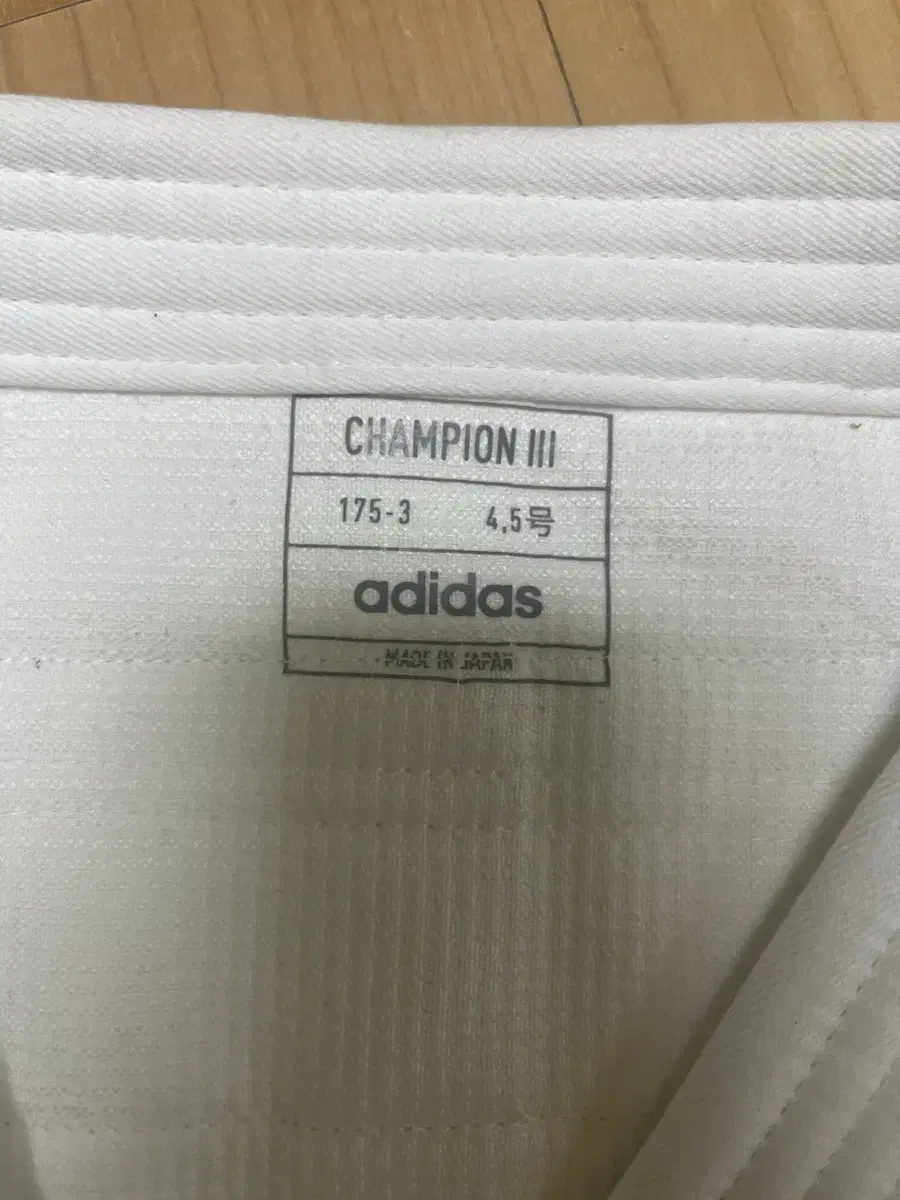 CHAMPION III
175-3 4.5号
adidas
MADE IN JAPAN